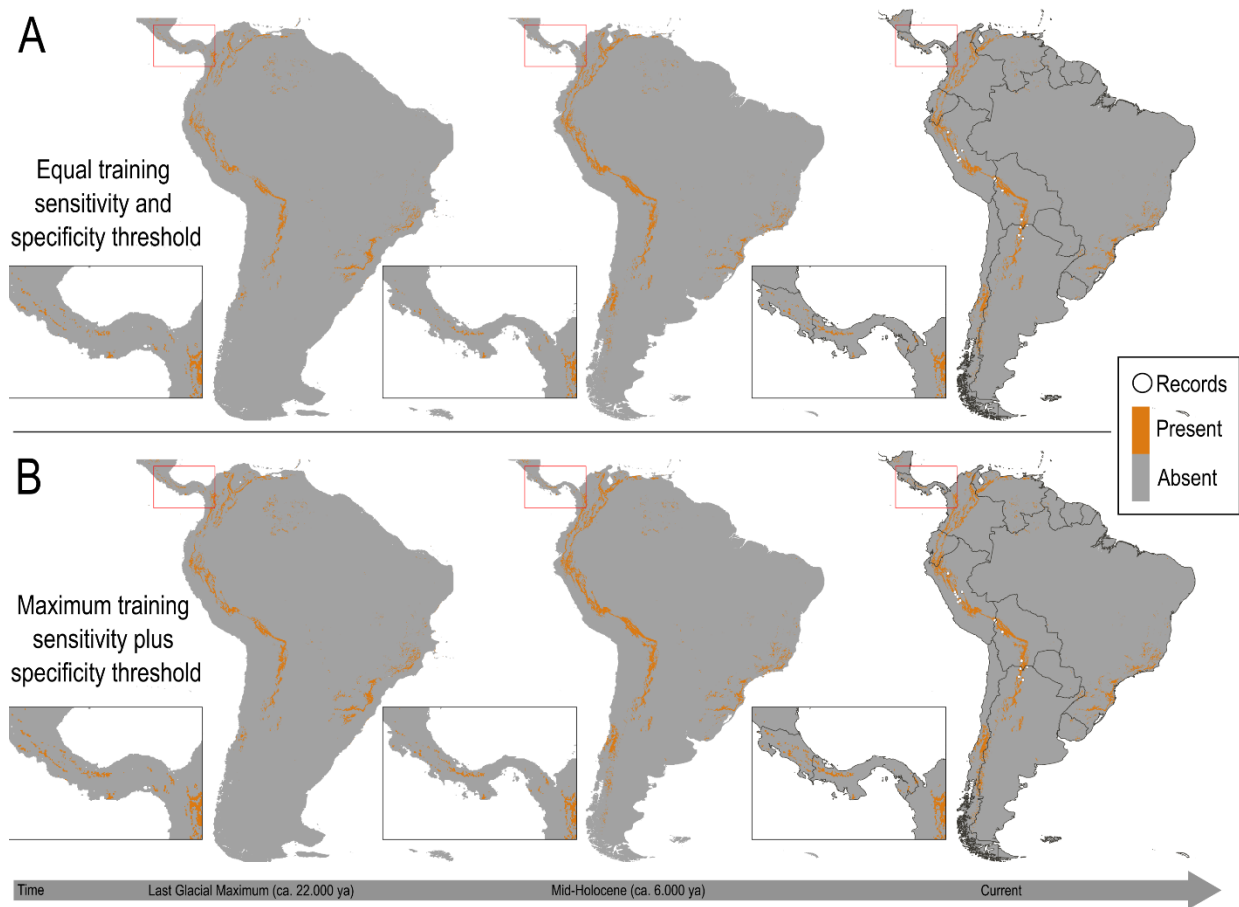 A
Equal training
sensitivity and
specificity threshold
Records
Present
Absent
B
Maximum training
sensitivity plus
specificity threshold
Time
Last Glacial Maximum (ca. 22.000 ya)
Mid-Holocene (ca. 6.000 ya)
Current